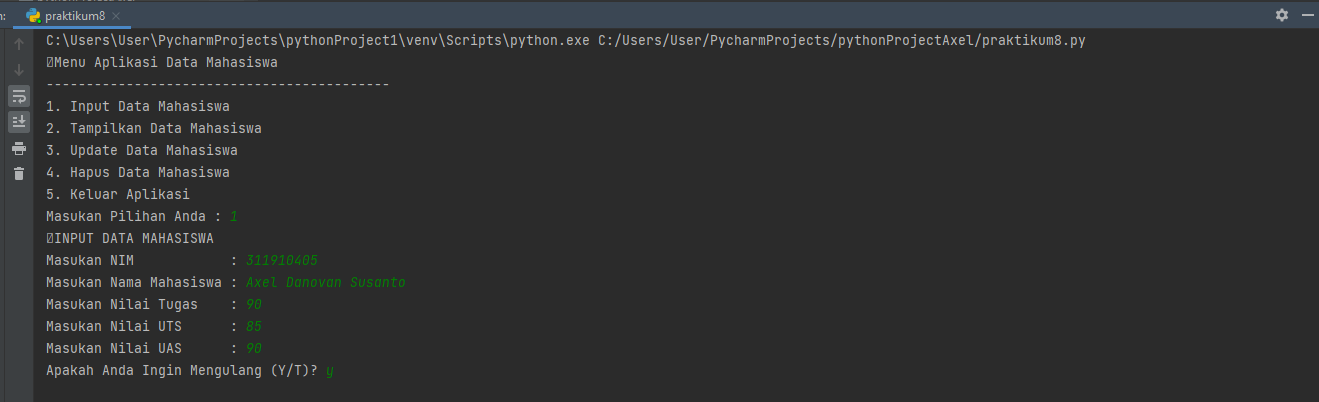 praktikum8
C:\Users\User\PycharmProjects\pythonProject1\venv\Scripts\python.exe C:/Users/User/PycharmProjects/pythonProjectAxel/praktikum8.py
Menu Aplikasi Data Mahasiswa
-------------------------------------------
1. Input Data Mahasiswa
2. Tampilkan Data Mahasiswa
3. Update Data Mahasiswa
4. Hapus Data Mahasiswa
5. Keluar Aplikasi
Masukan Pilihan Anda : 1
INPUT DATA MAHASISWA
Masukan NIM            : 311910405
Masukan Nama Mahasiswa : Axel Danovan Susanto
Masukan Nilai Tugas    : 90
Masukan Nilai UTS      : 85
Masukan Nilai UAS      : 90
Apakah Anda Ingin Mengulang (Y/T)? y